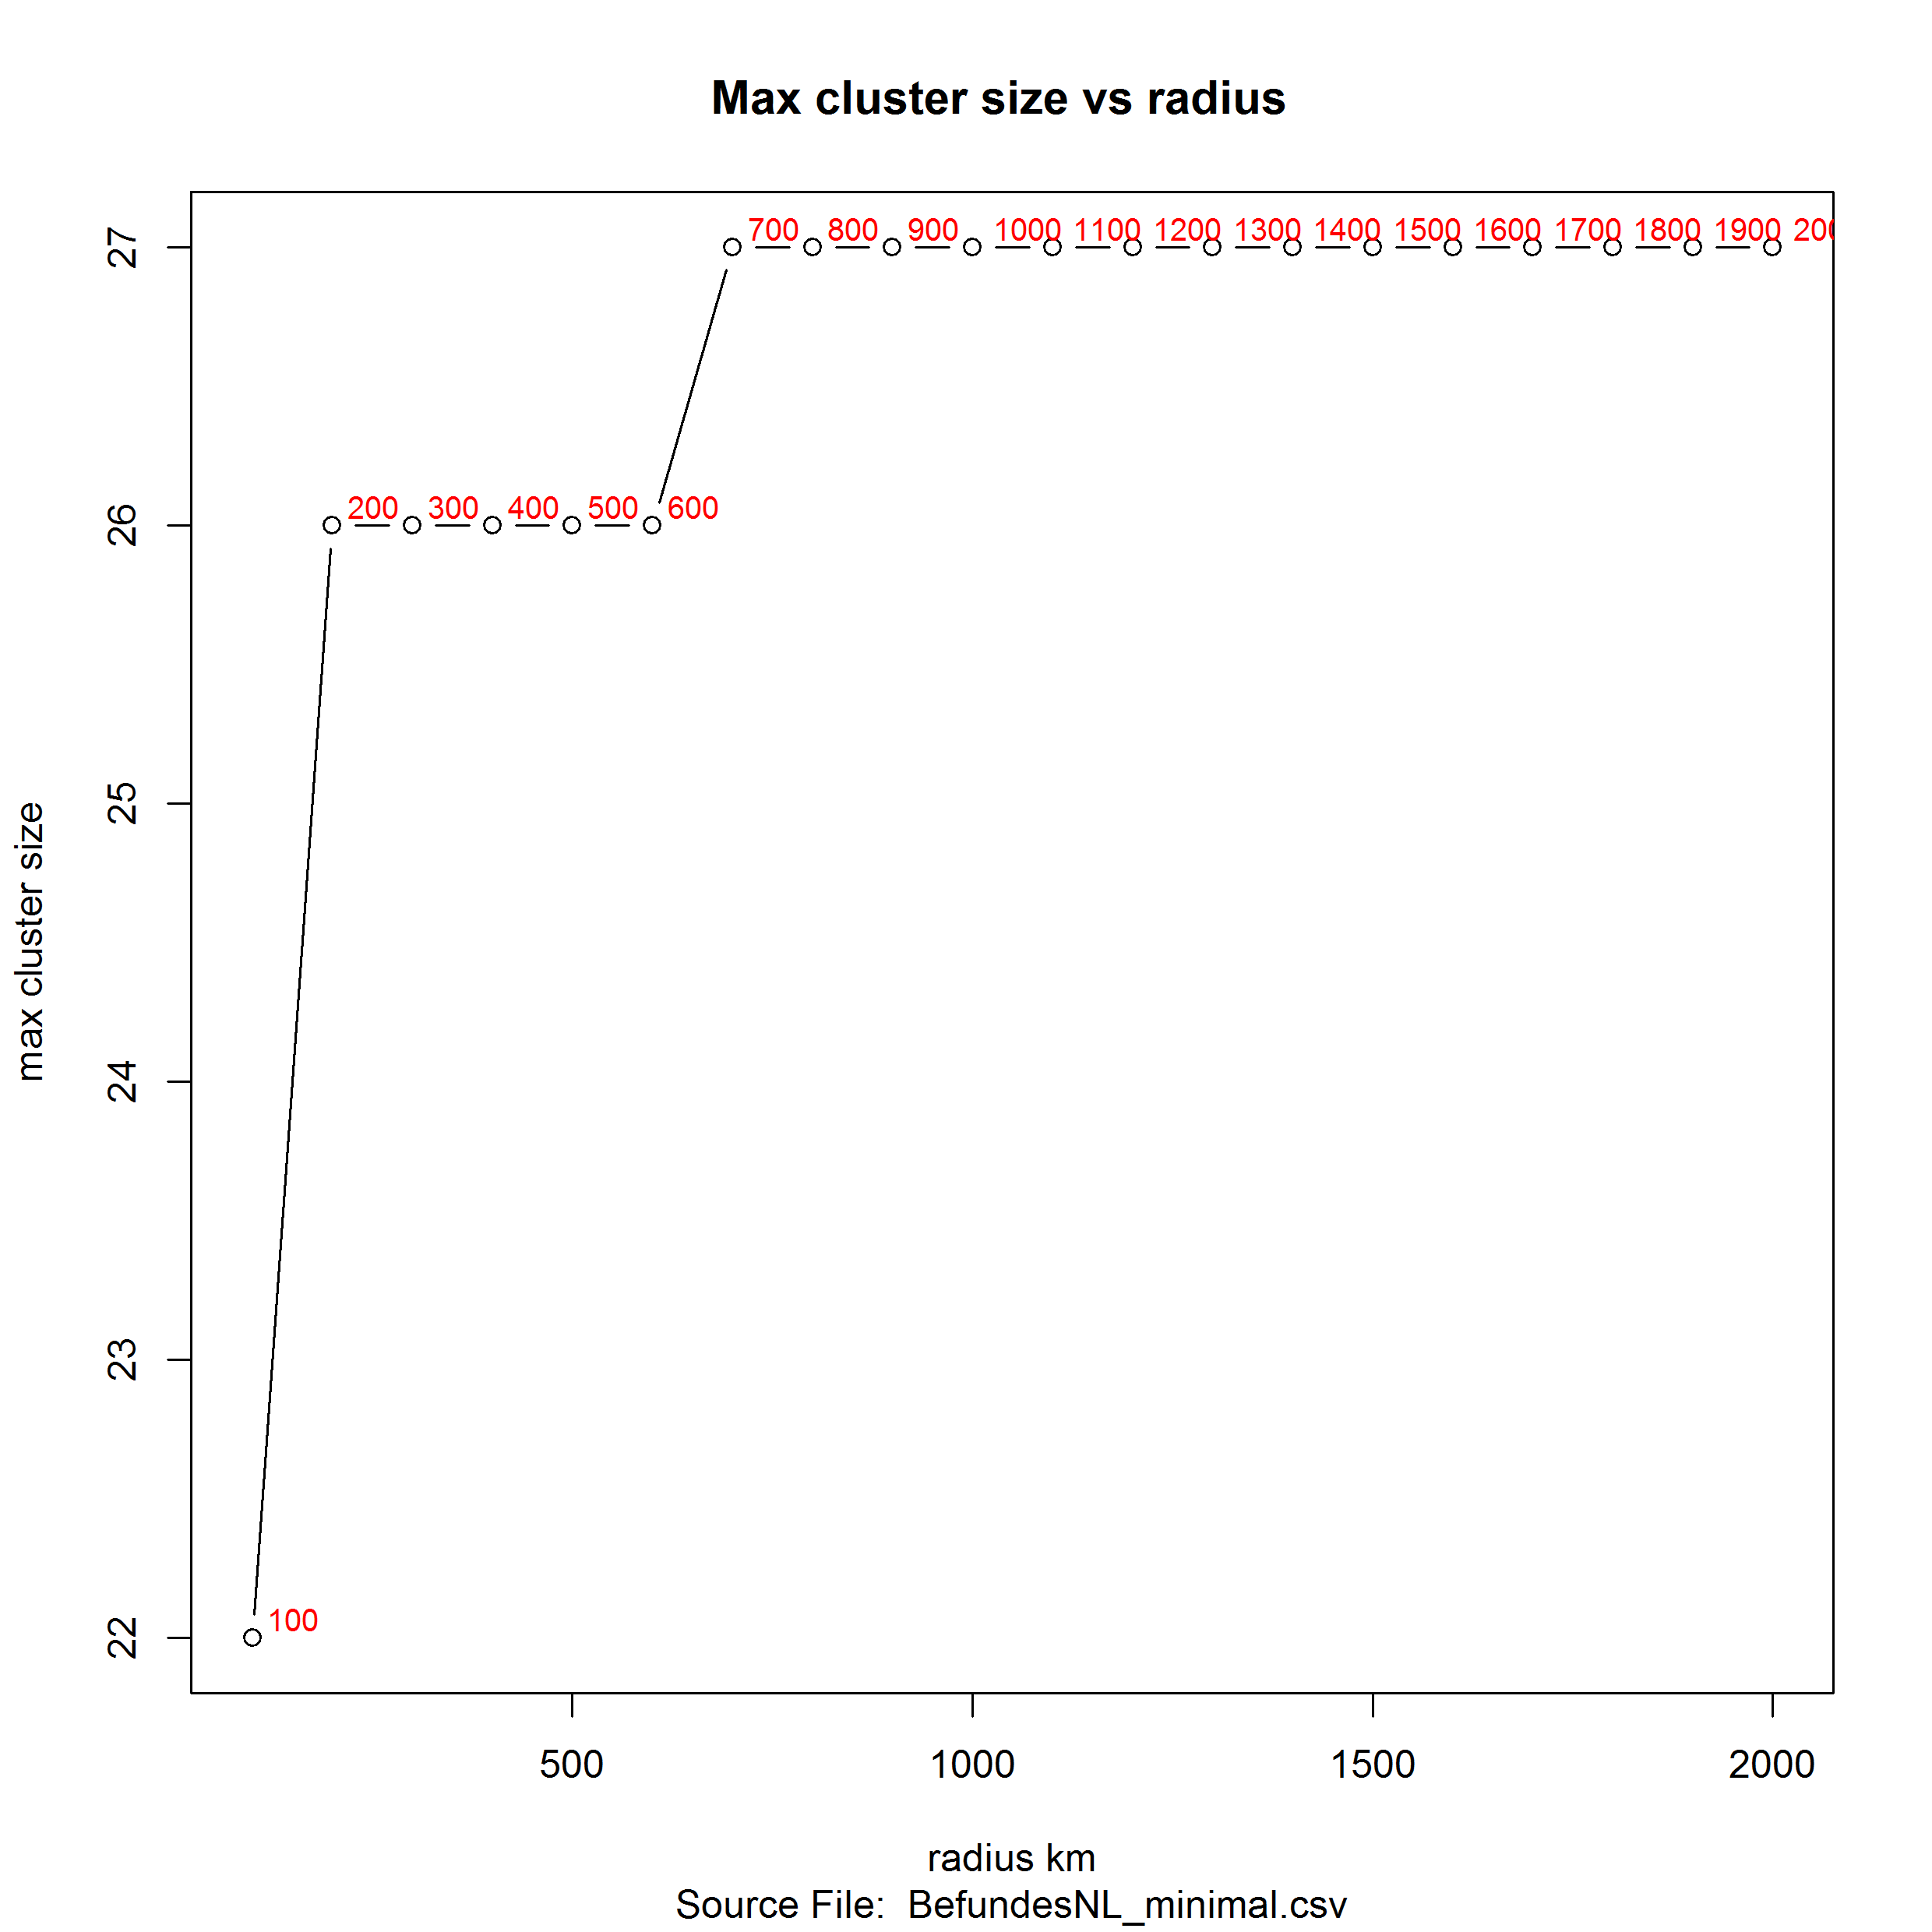 Max cluster size vs radius
27
700 800 900 1000 1100 1200 1300 1400 1500 1600 1700 1800 1900
26
200 300 400 500 600
25
max cluster size
24
23
22
100
500 1000 1500 2000
radius km
Source File: BefundesNL_minimal.csv